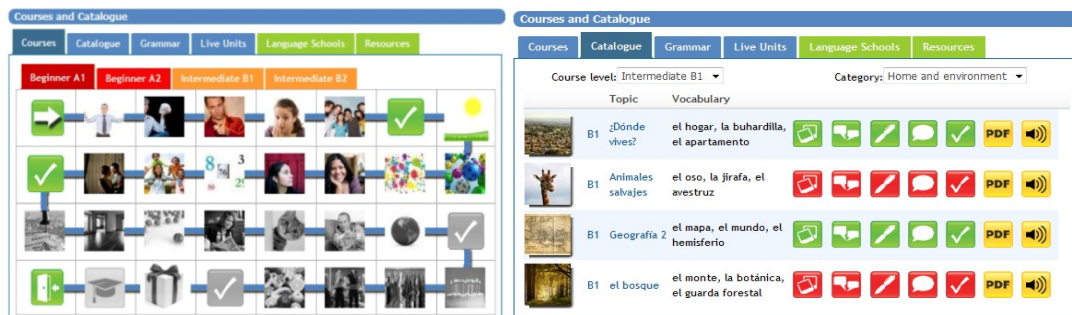 Courses and Catalogue
Courses
Catalogue
Grammar
Live Units
Language Schools
Resources
Beginner A1
Beginner A2
Intermediate B1
Intermediate B2
8
3
76
Courses and Catalogue
Courses
Catalogue
Grammar
Live Units
Language Schools
Resources
Course level: Intermediate B1
Category: Home and environment
Topic Vocabulary
B1 ¿Dónde vives?
el hogar, la buhardilla,
el apartamento
PDF
B1 Animales salvajes
el oso, la jirafa, el
avestruz
PDF
B1 Geografía 2
el mapa, el mundo, el
hemisferio
PDF
B1 el bosque
el monte, la botánica,
el guarda forestal
PDF